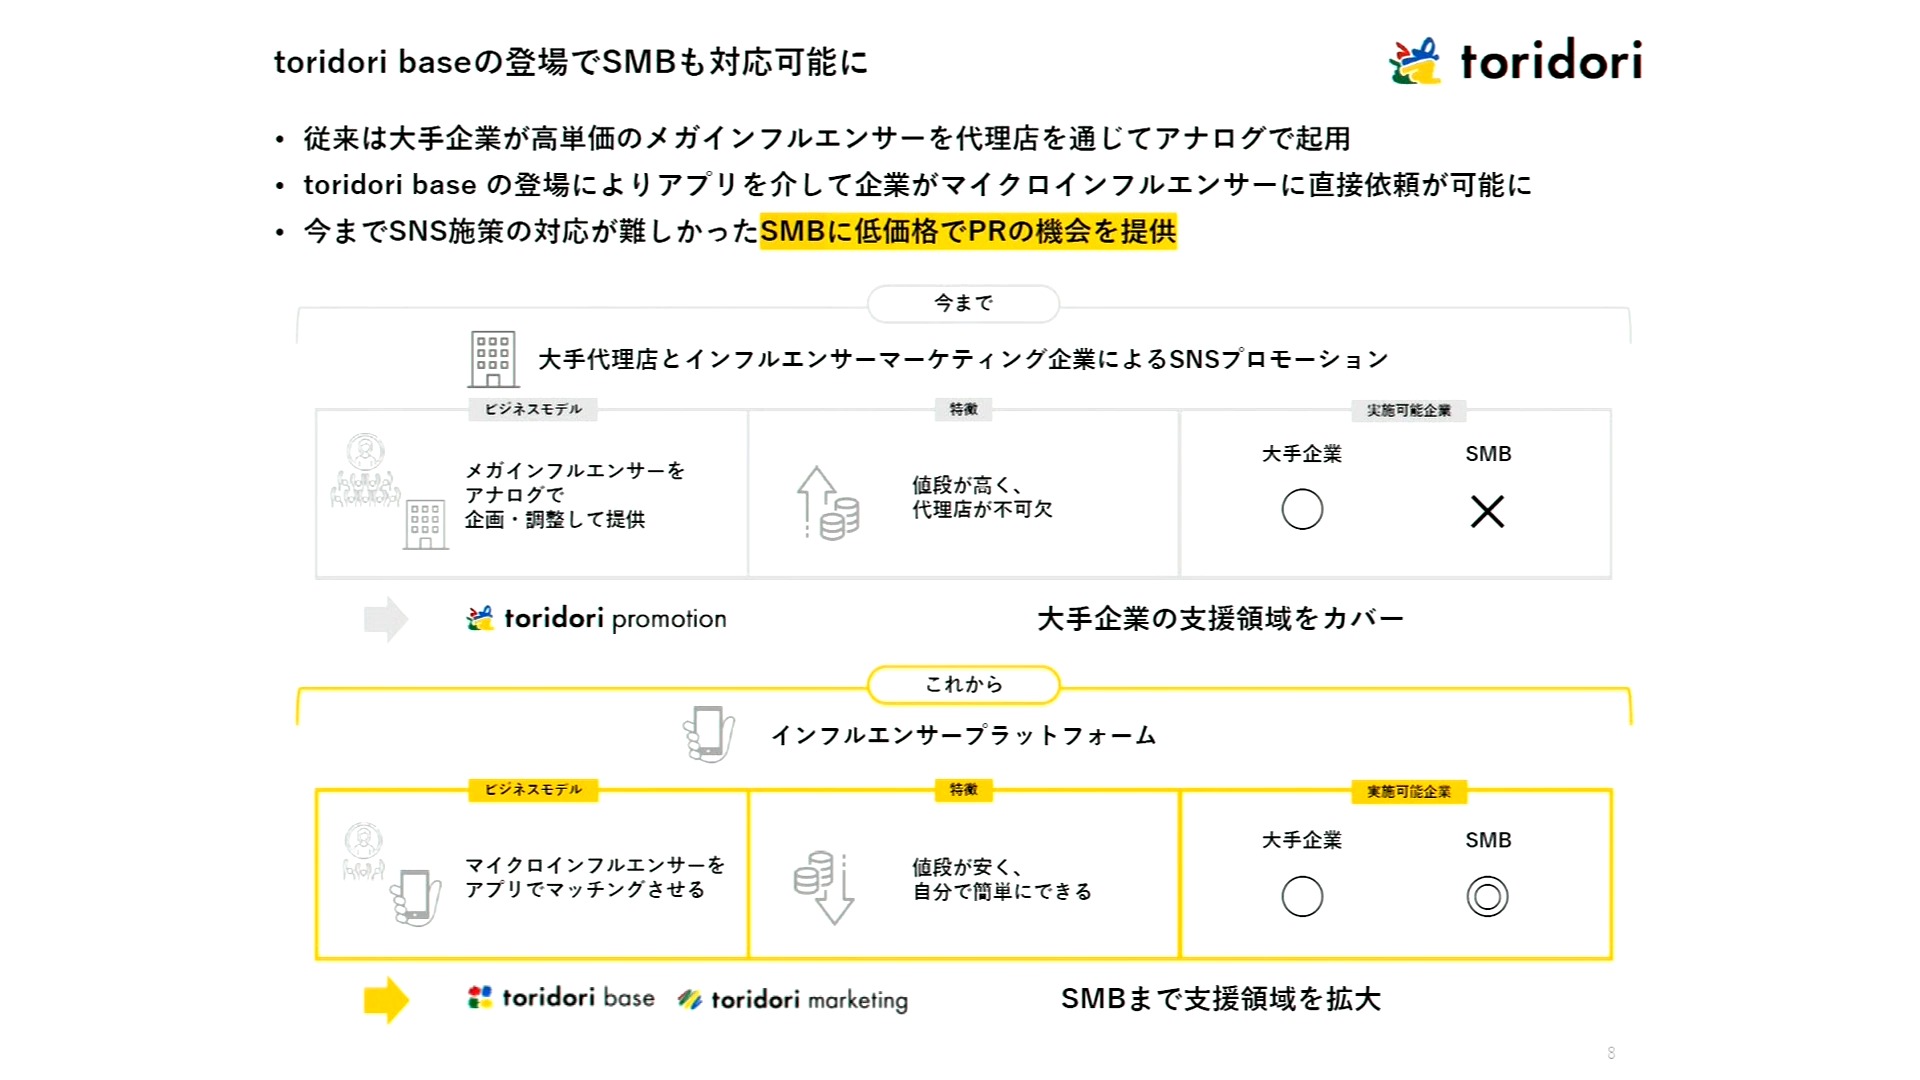 toridori baseの登場でSMBも対応可能に
toridori
• 従来は大手企業が高単価のメガインフルエンサーを代理店を通じてアナログで起用
• toridori base の登場によりアプリを介して企業がマイクロインフルエンサーに直接依頼が可能に
• 今までSNS施策の対応が難しかったSMBに低価格でPRの機会を提供
今まで
大手代理店とインフルエンサーマーケティング企業によるSNSプロモーション
ビジネスモデル
メガインフルエンサーを
アナログで
企画・調整して提供
特徴
値段が高く、
代理店が不可欠
実施可能企業
大手企業
SMB
toridori promotion
大手企業の支援領域をカバー
これから
インフルエンサープラットフォーム
ビジネスモデル
マイクロインフルエンサーを
アプリでマッチングさせる
特徴
値段が安く、
自分で簡単にできる
実施可能企業
大手企業
SMB
toridori base
toridori marketing
SMBまで支援領域を拡大
8